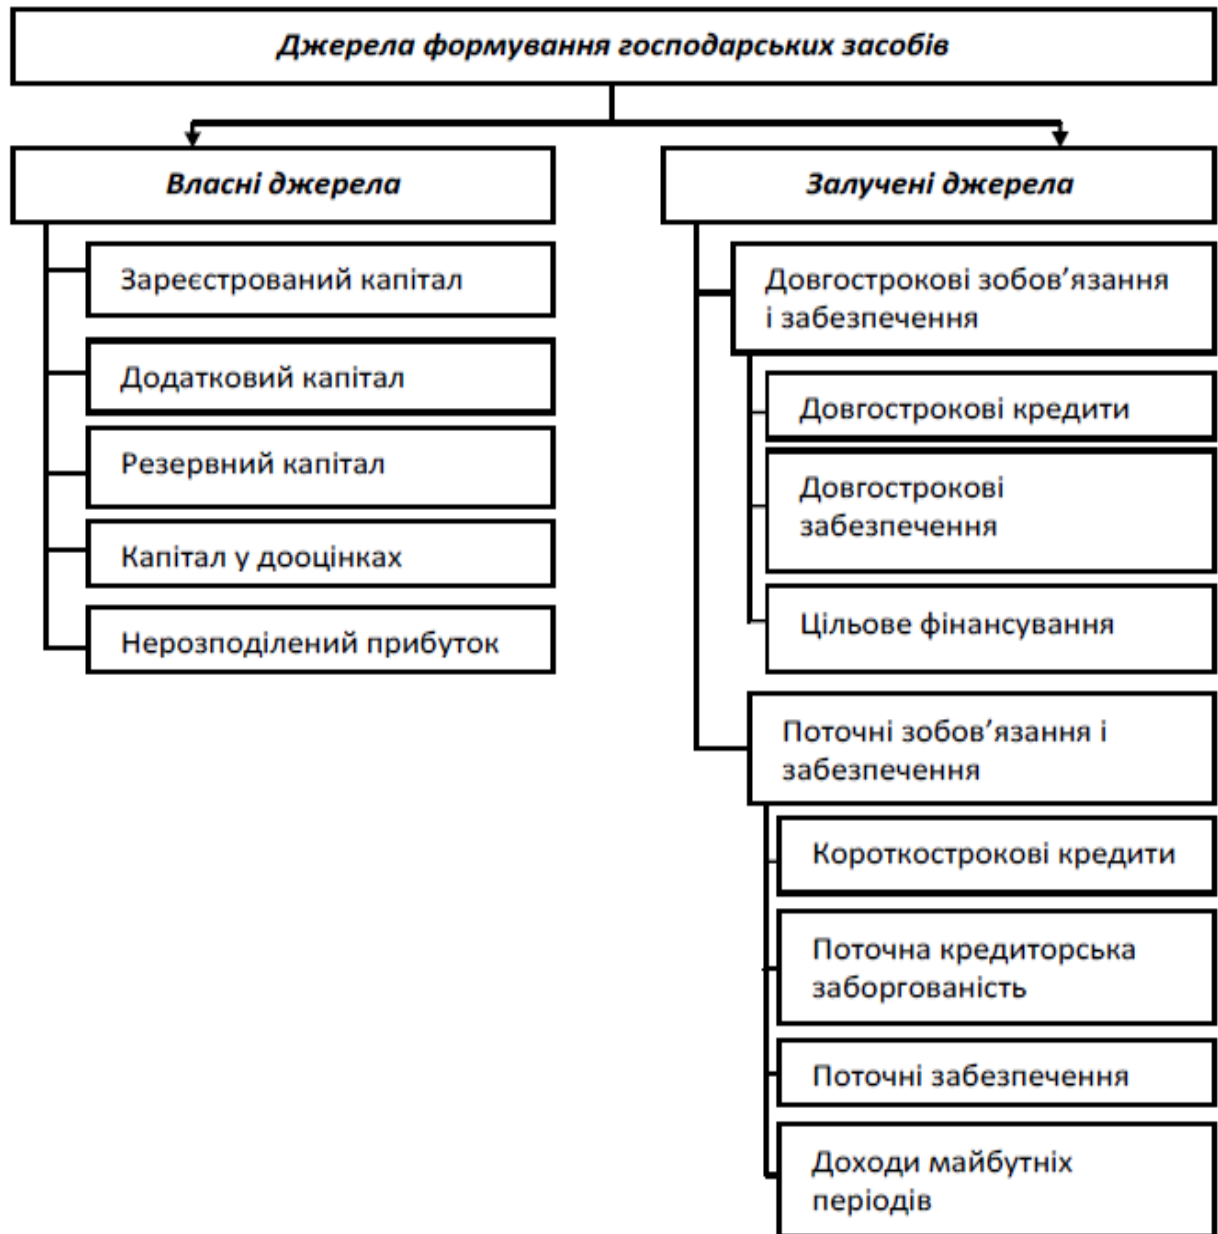 Джерела формування господарських засобів
Власні джерела
Зареєстрований капітал
Додатковий капітал
Резервний капітал
Капітал у дооцінках
Нерозподілений прибуток
Залучені джерела
Довгострокові зобов’язання
і забезпечення
Довгострокові кредити
Довгострокові
забезпечення
Цільове фінансування
Поточні зобов’язання і
забезпечення
Короткострокові кредити
Поточна кредиторська
заборгованість
Поточні забезпечення
Доходи майбутніх
періодів